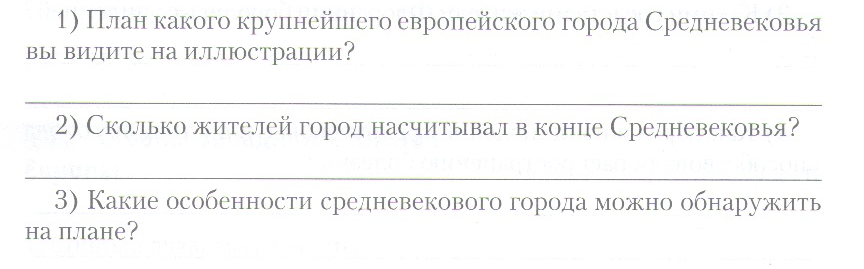 1) План какого крупнейшего европейского города Средневековья
вы видите на иллюстрации?
2) Сколько жителей город насчитывал в конце Средневековья?
3) Какие особенности средневекового города можно обнаружить
на плане?